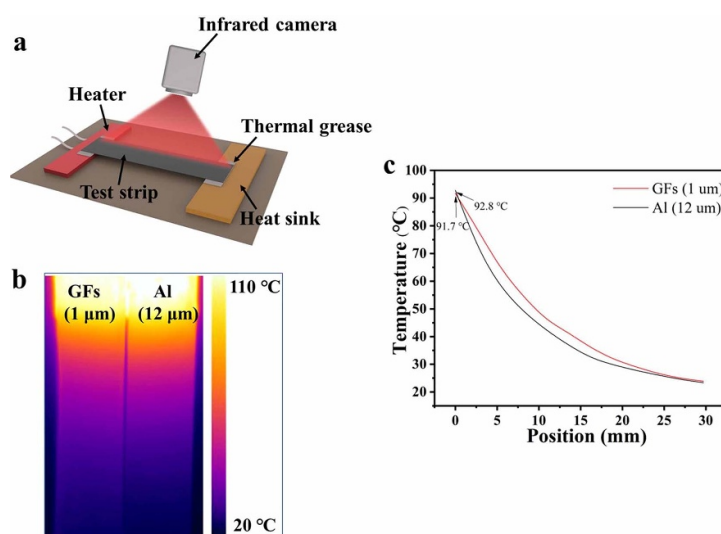 a
Infrared camera
Heater
Thermal grease
Test strip
Heat sink
b
GFs
(1 μm)
Al
(12 μm)
110 ℃
20 ℃
c
Temperature (℃)
100
90
80
70
60
50
40
30
20
GFs (1 um)
Al (12 um)
92.8 ℃
91.7 ℃
0 5 10 15 20 25 30
Position (mm)